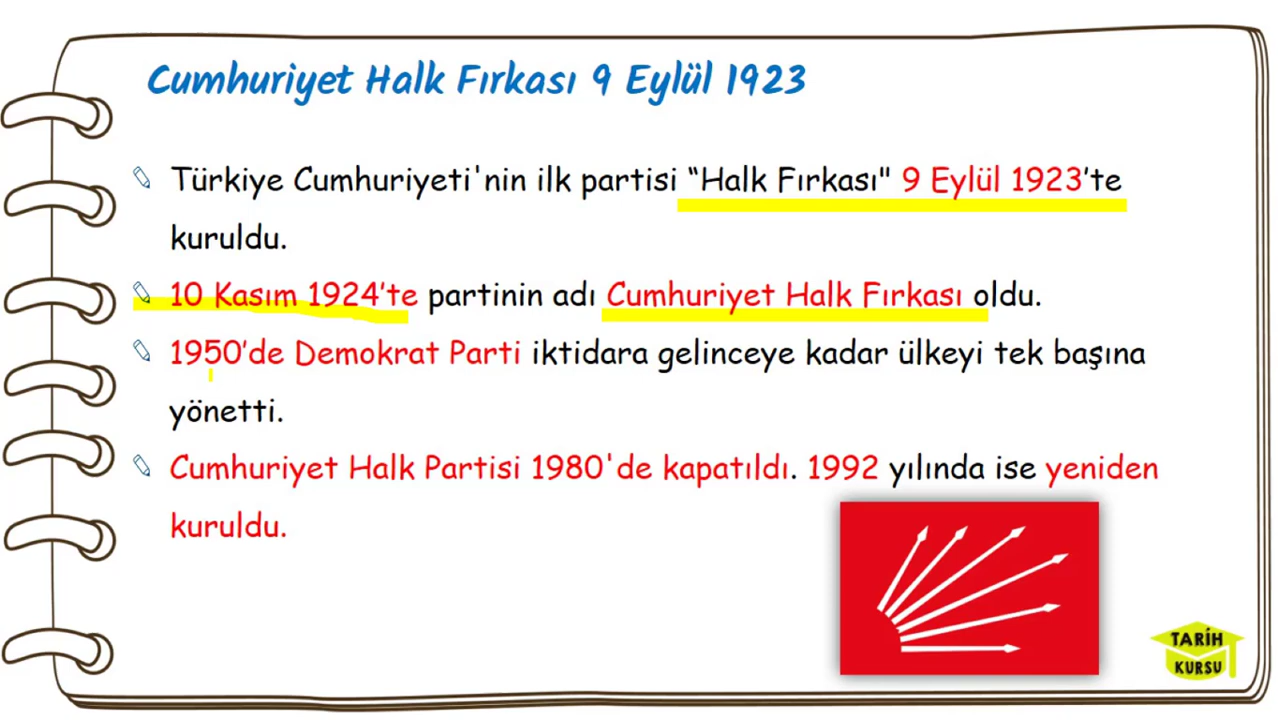 Cumhuriyet Halk Fırkası 9 Eylül 1923
Türkiye Cumhuriyeti'nin ilk partisi “Halk Fırkası" 9 Eylül 1923’te
kuruldu.
10 Kasım 1924’te partinin adı Cumhuriyet Halk Fırkası oldu.
1950’de Demokrat Parti iktidara gelinceye kadar ülkeyi tek başına
yönetti.
Cumhuriyet Halk Partisi 1980'de kapatıldı. 1992 yılında ise yeniden
kuruldu.
TARİH
KURSU